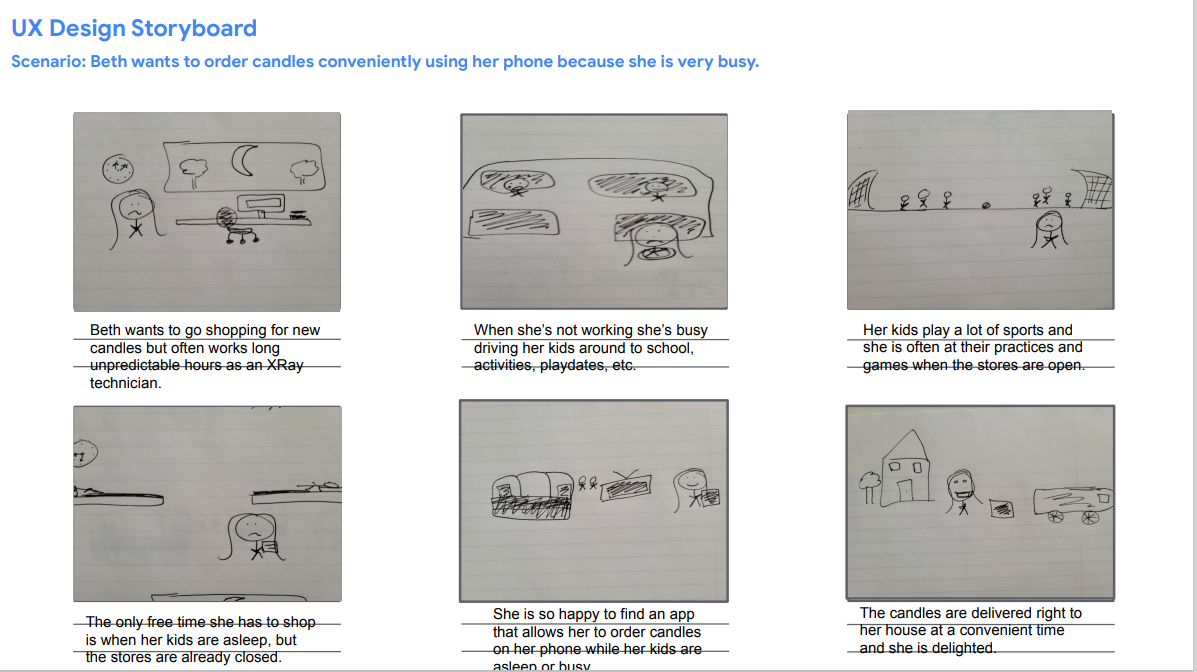 UX Design Storyboard
Scenario: Beth wants to order candles conveniently using her phone because she is very busy.
Beth wants to go shopping for new
candles but often works long
unpredictable hours as an XRay
technician.
When she’s not working she’s busy
driving her kids around to school,
activities, playdates, etc.
Her kids play a lot of sports and
she is often at their practices and
games when the stores are open.
The only free time she has to shop
is when her kids are asleep, but
the stores are already closed.
She is so happy to find an app
that allows her to order candles
on her phone while her kids are
asleep or busy
The candles are delivered right to
her house at a convenient time
and she is delighted.